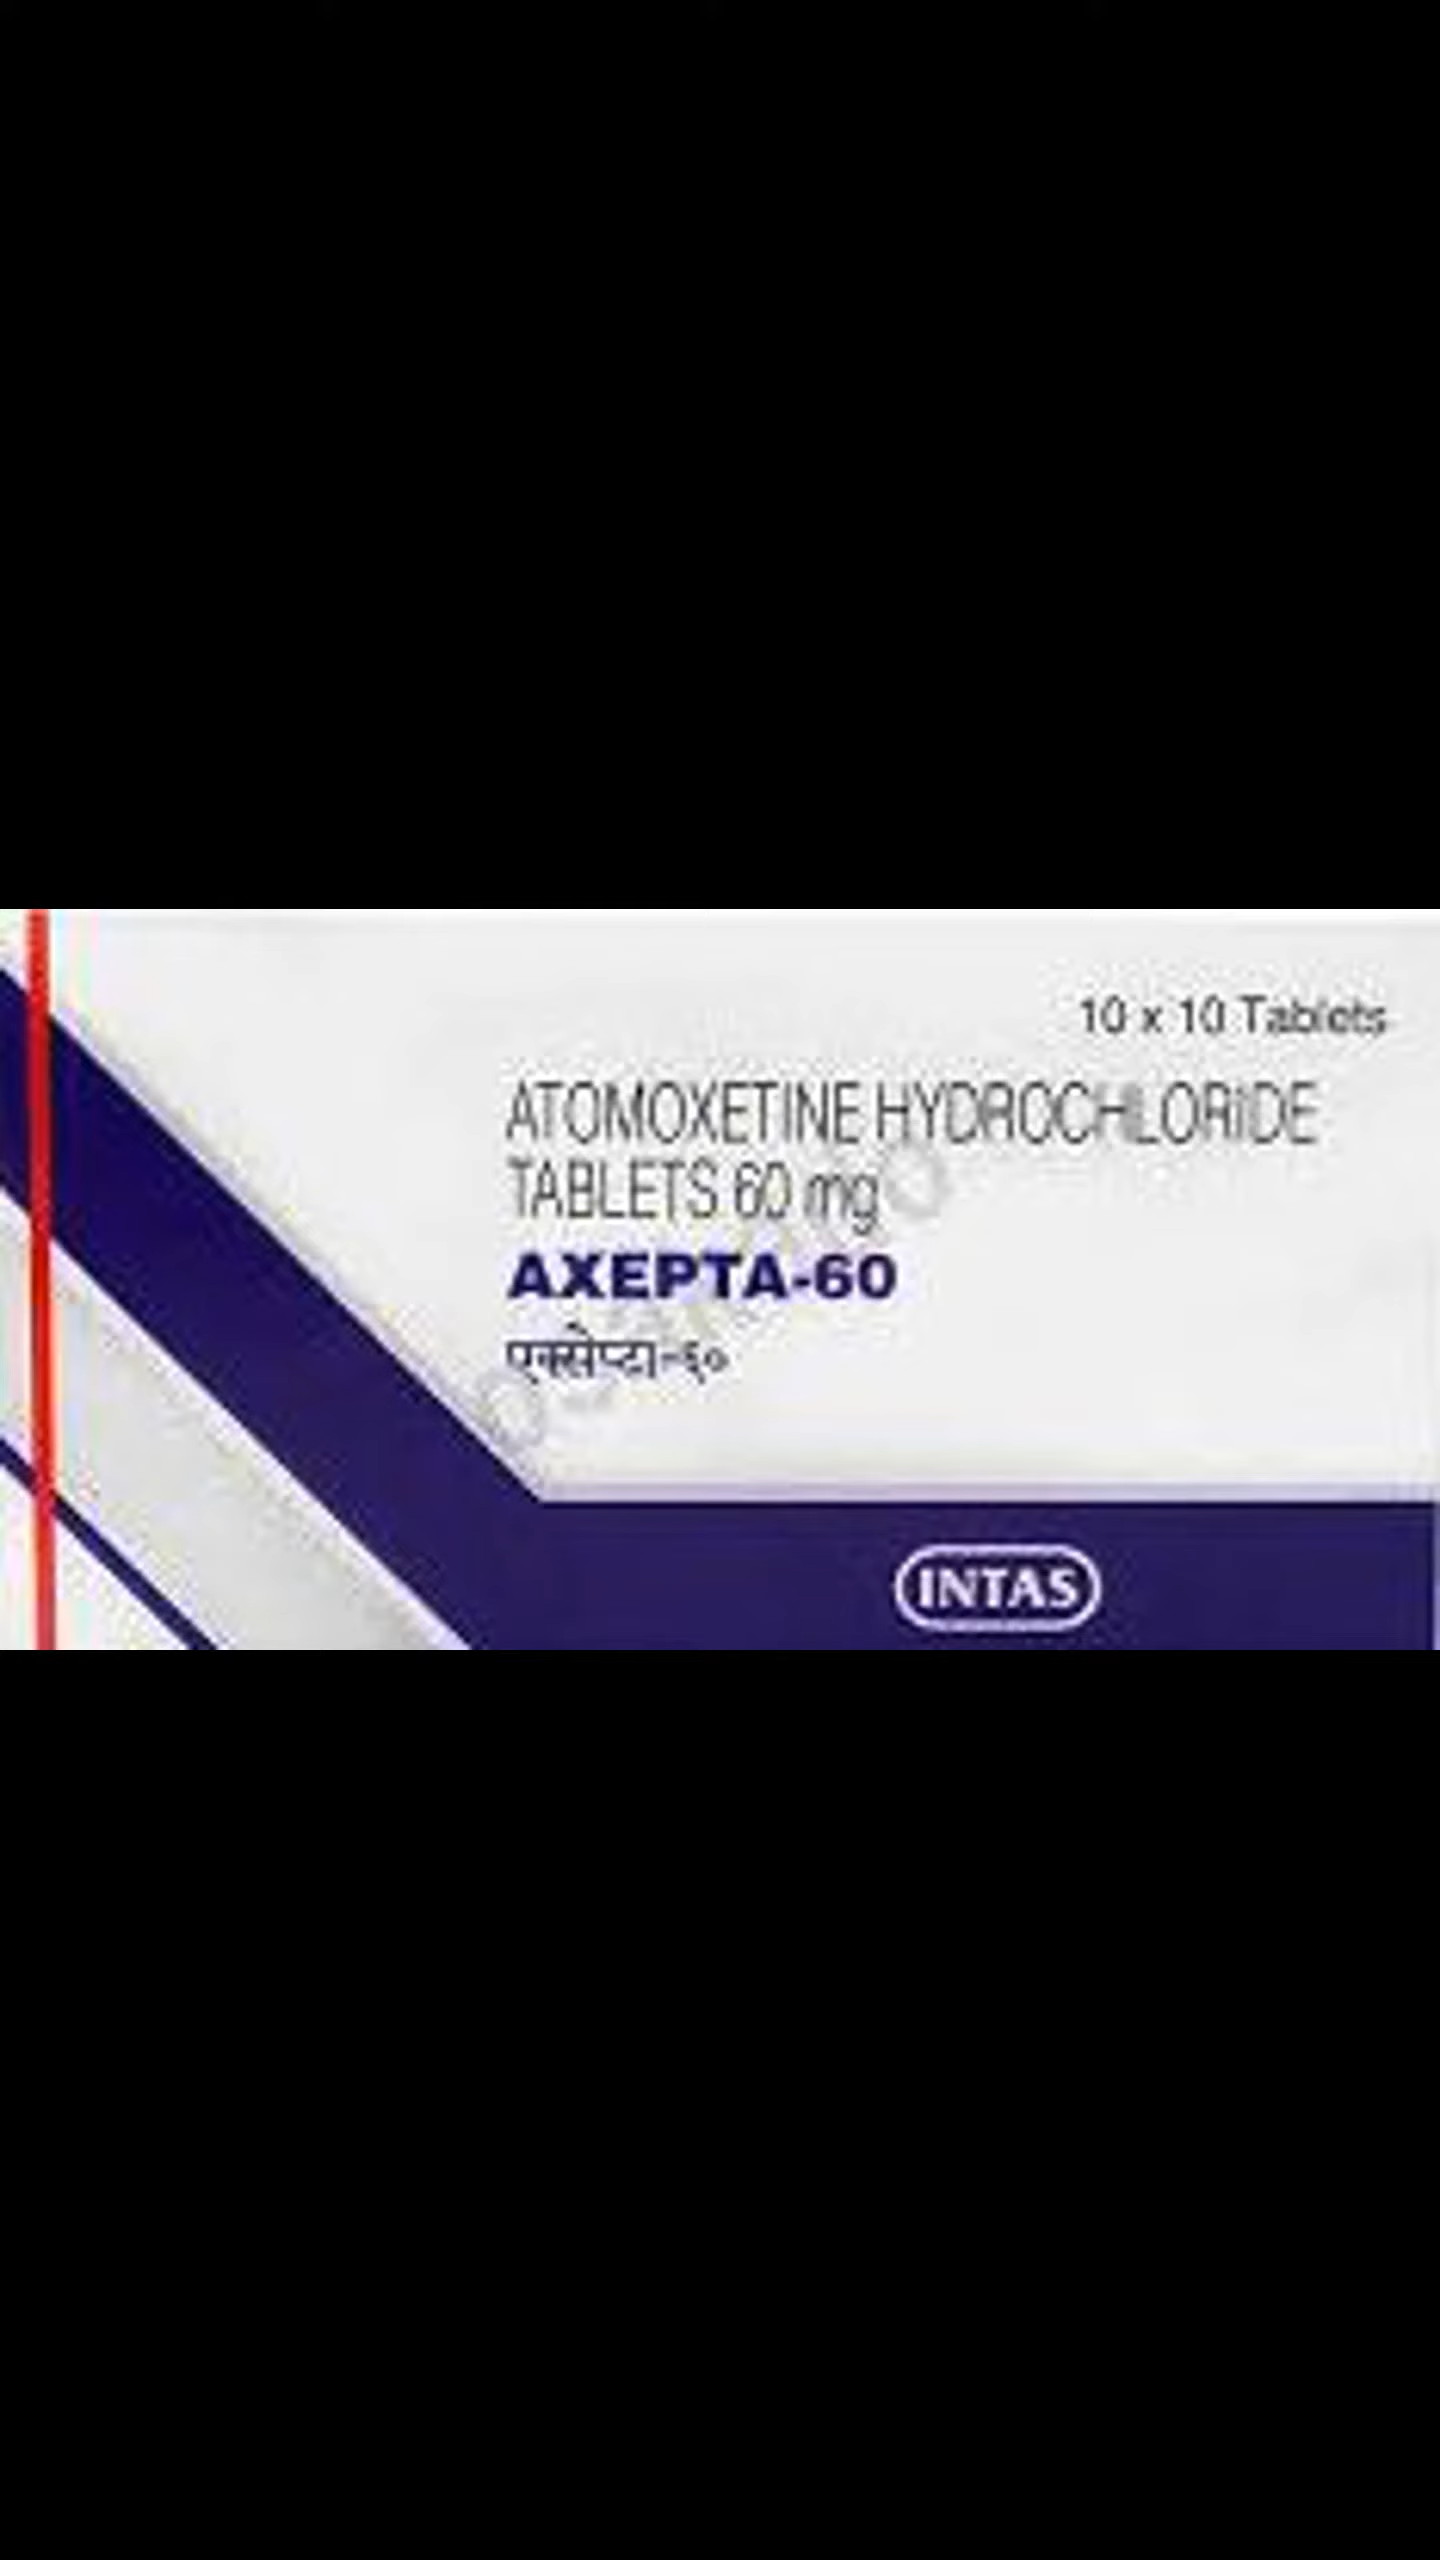 10 x 10 Tablets
ATOMOXETINE HYDROCHLORIDE
TABLETS 60 mg
AXEPTA-60
एक्सेप्टा-६०
INTAS